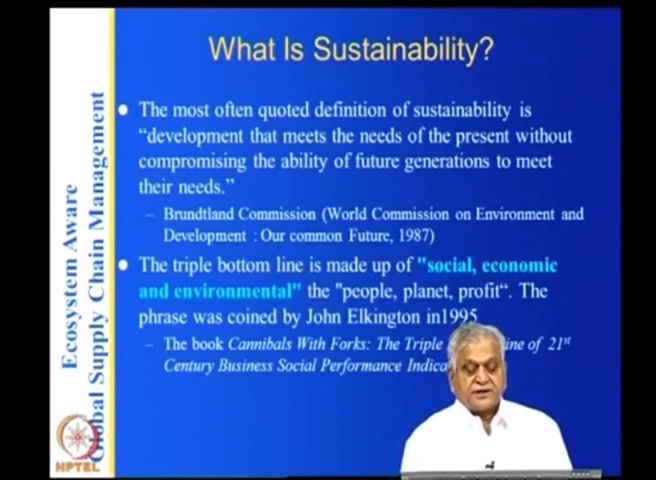 What Is Sustainability?
The most often quoted definition of sustainability is
“development that meets the needs of the present without
compromising the ability of future generations to meet
their needs.”
– Brundtland Commission (World Commission on Environment and
Development : Our common Future, 1987)
The triple bottom line is made up of "social, economic
and environmental" the "people, planet, profit“. The
phrase was coined by John Elkington in1995
– The book Cannibals With Forks: The Triple ine of 21st
Century Business Social Performance Indica
Ecosystem Aware
Global Supply Chain Management
NPTEL